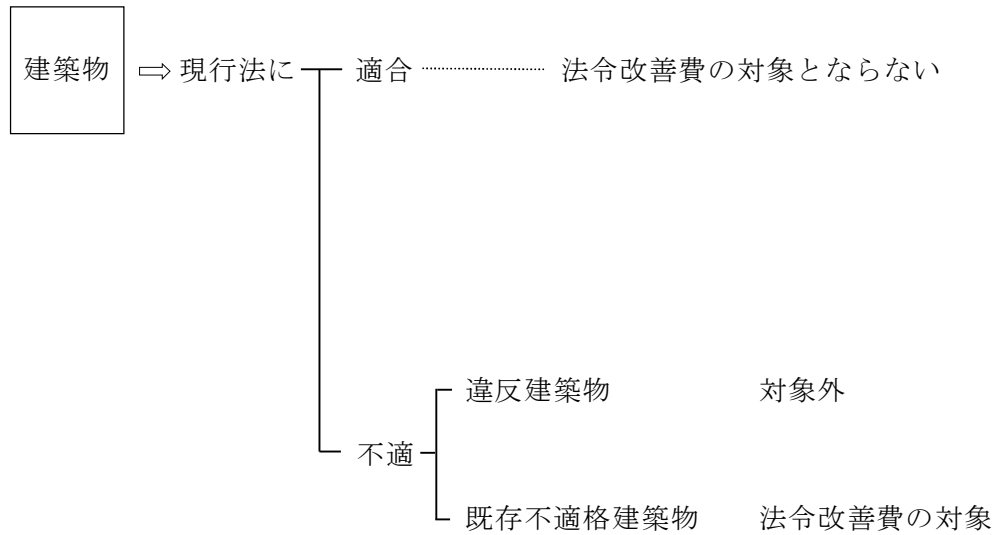 建築物 ⇨ 現行法に 適合 法令改善費の対象とならない
違反建築物 対象外
不適
既存不適格建築物 法令改善費の対象